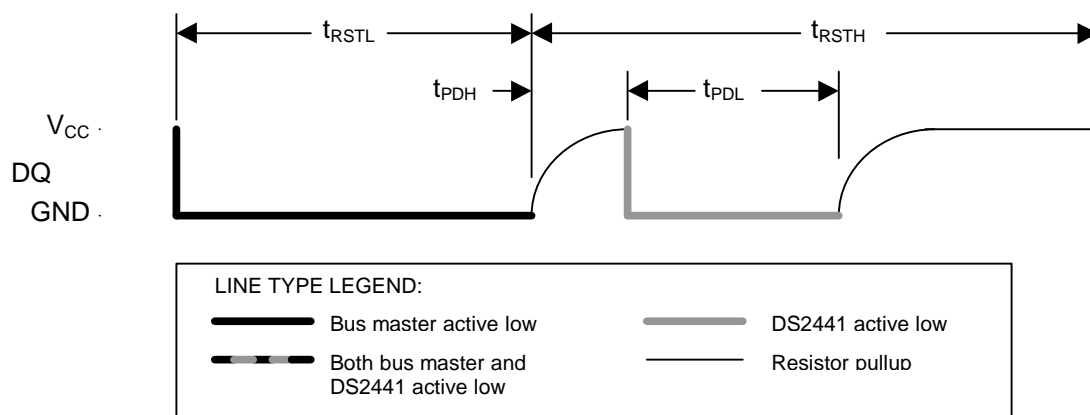 tRSTL
tRSTH
tPDH
tPDL
VCC
DQ
GND
LINE TYPE LEGEND:
Bus master active low
DS2441 active low
Both bus master and
DS2441 active low
Resistor pullup